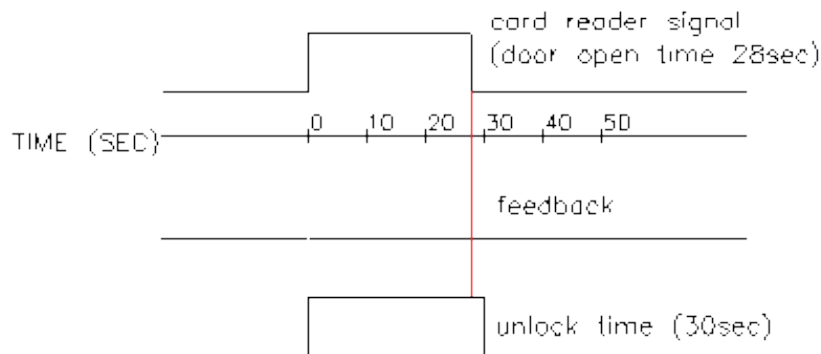 card reader signal
(door open time 28sec)
0 10 20 30 40 50
TIME (SEC)
feedback
unlock time (30sec)